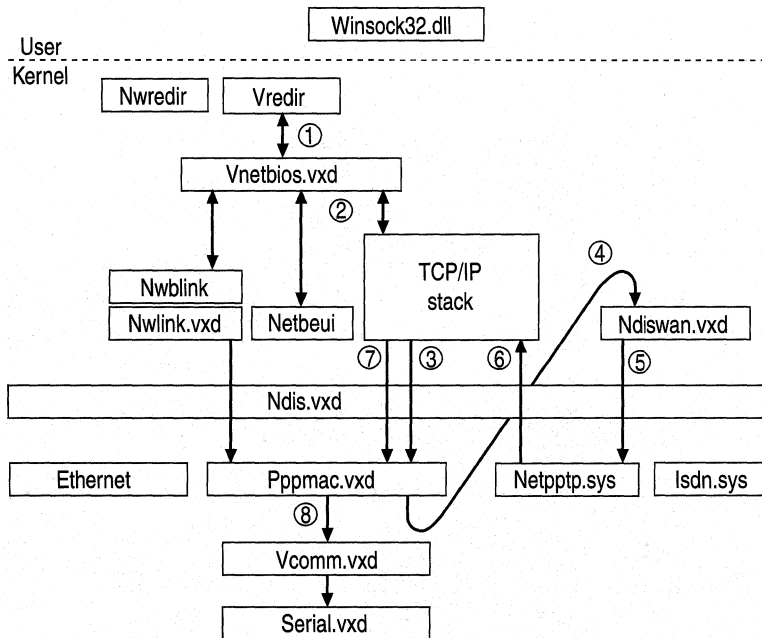 Winsock32.dll
User
Kernel
Nwredir
Vredir
①
Vnetbios.vxd
②
TCP/IP
stack
④
Nwblink
Nwlink.vxd
Netbeui
Ndiswan.vxd
⑦
③
⑥
⑤
Ndis.vxd
Ethernet
Pppmac.vxd
Netpptp.sys
Isdn.sys
⑧
Vcomm.vxd
Serial.vxd